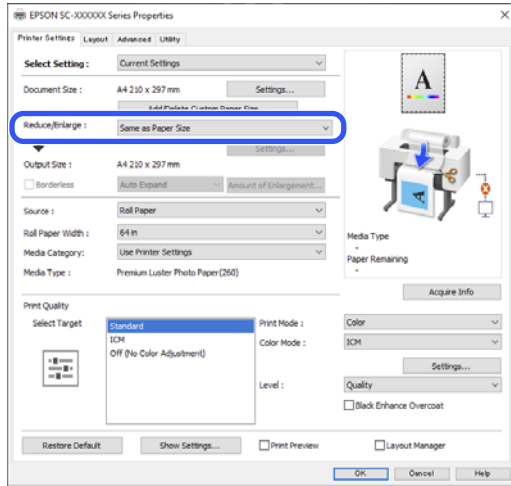 EPSON SC-XXXXXX Series Properties
Printer Settings Layout Advanced Utility
Select Setting : Current Settings
Document Size : A4 210 x 297 mm Settings...
Add/Delete Custom Paper Size
Reduce/Enlarge : Same as Paper Size
Settings...
Output Size : A4 210 x 297 mm
Borderless Auto Expand Amount of Enlargement...
Source : Roll Paper
Roll Paper Width : 64 in
Media Category: Use Printer Settings
Media Type : Premium Luster Photo Paper(260)
A
A
Media Type
-
Paper Remaining
-
Acquire Info
Print Quality
Select Target
Standard
ICM
Off (No Color Adjustment)
Print Mode : Color
Color Mode : ICM
Settings...
Level : Quality
Black Enhance Overcoat
Restore Default Show Settings... Print Preview Layout Manager
OK Cancel Help